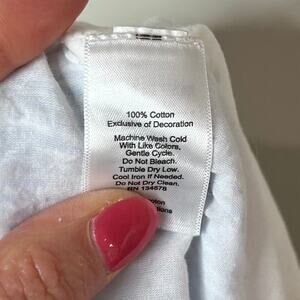 100% Cotton
Exclusive of Decoration
Machine Wash Cold
With Like Colors,
Gentle Cycle.
Do Not Bleach.
Tumble Dry Low.
Cool Iron If Needed.
Do Not Dry Clean.
RN 134578